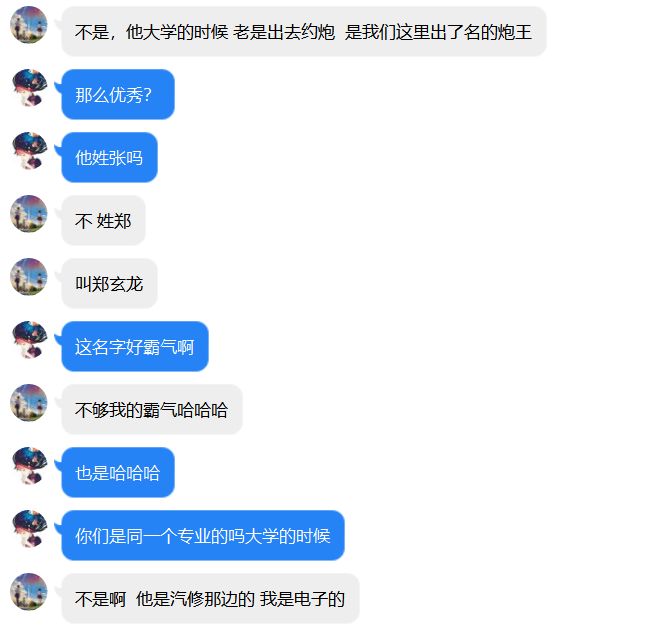 不是，他大学的时候 老是出去约炮 是我们这里出了名的炮王
那么优秀？
他姓张吗
不 姓郑
叫郑玄龙
这名字好霸气啊
不够我的霸气哈哈哈
也是哈哈哈
你们是同一个专业的吗大学的时候
不是啊 他是汽修那边的 我是电子的